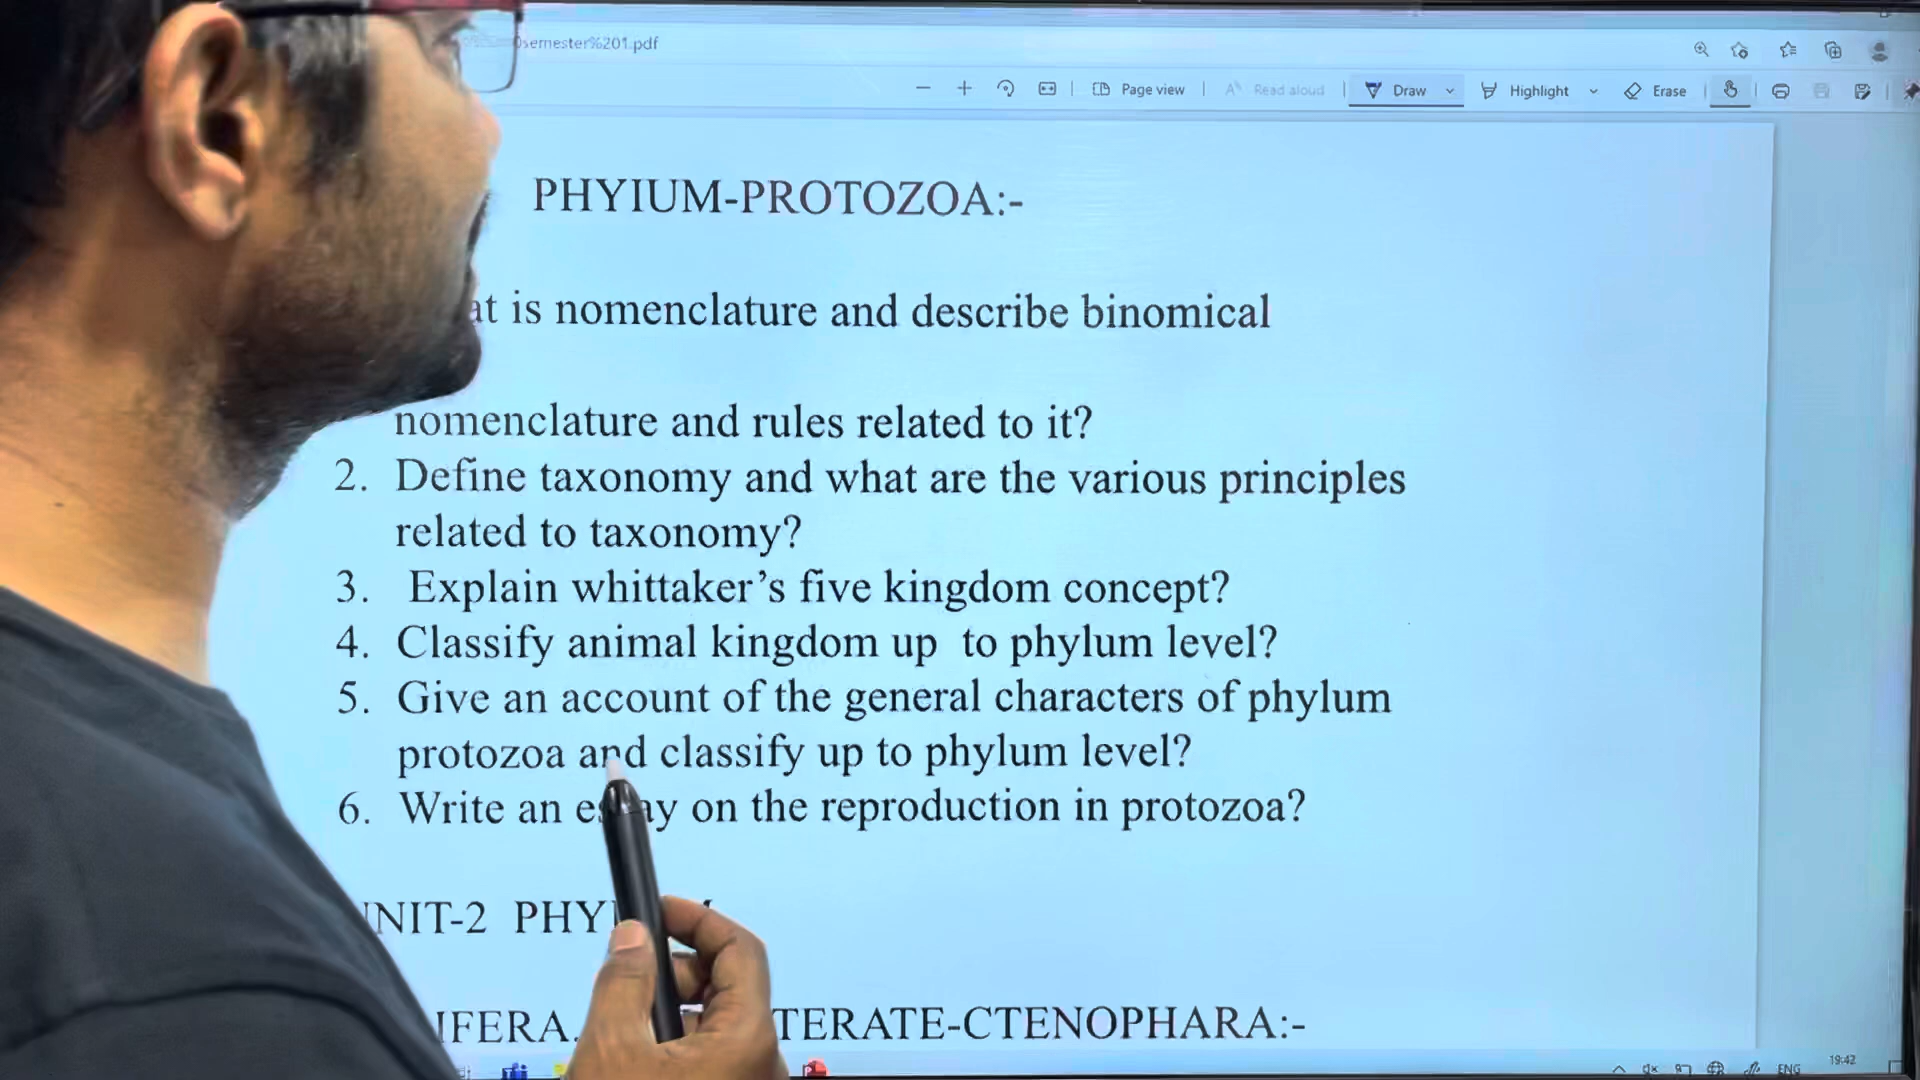 0semester%201.pdf
Page view Read aloud Draw Highlight Erase
PHYIUM-PROTOZOA:-
is nomenclature and describe binomical
nomenclature and rules related to it?
2. Define taxonomy and what are the various principles
related to taxonomy?
3. Explain whittaker’s five kingdom concept?
4. Classify animal kingdom up to phylum level?
5. Give an account of the general characters of phylum
protozoa and classify up to phylum level?
6. Write an on the reproduction in protozoa?
NIT-2 PHY
IFERA. TERATE-CTENOPHARA:-
ENG 19:42